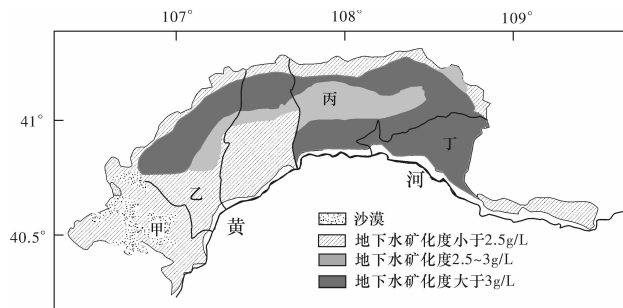 107° 108° 109°
41°
40.5°
丙
丁
乙
甲
黄 河
沙漠
地下水矿化度小于2.5g/L
地下水矿化度2.5~3g/L
地下水矿化度大于3g/L